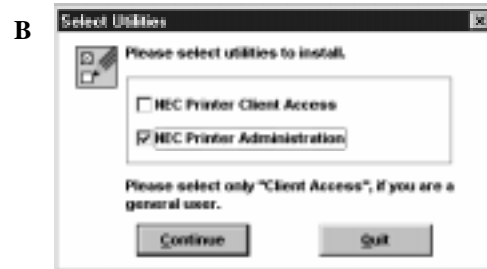 B
Select Utilities
Please select utilities to install.
NEC Printer Client Access
NEC Printer Administration
Please select only "Client Access", if you are a
general user.
Continue
Quit